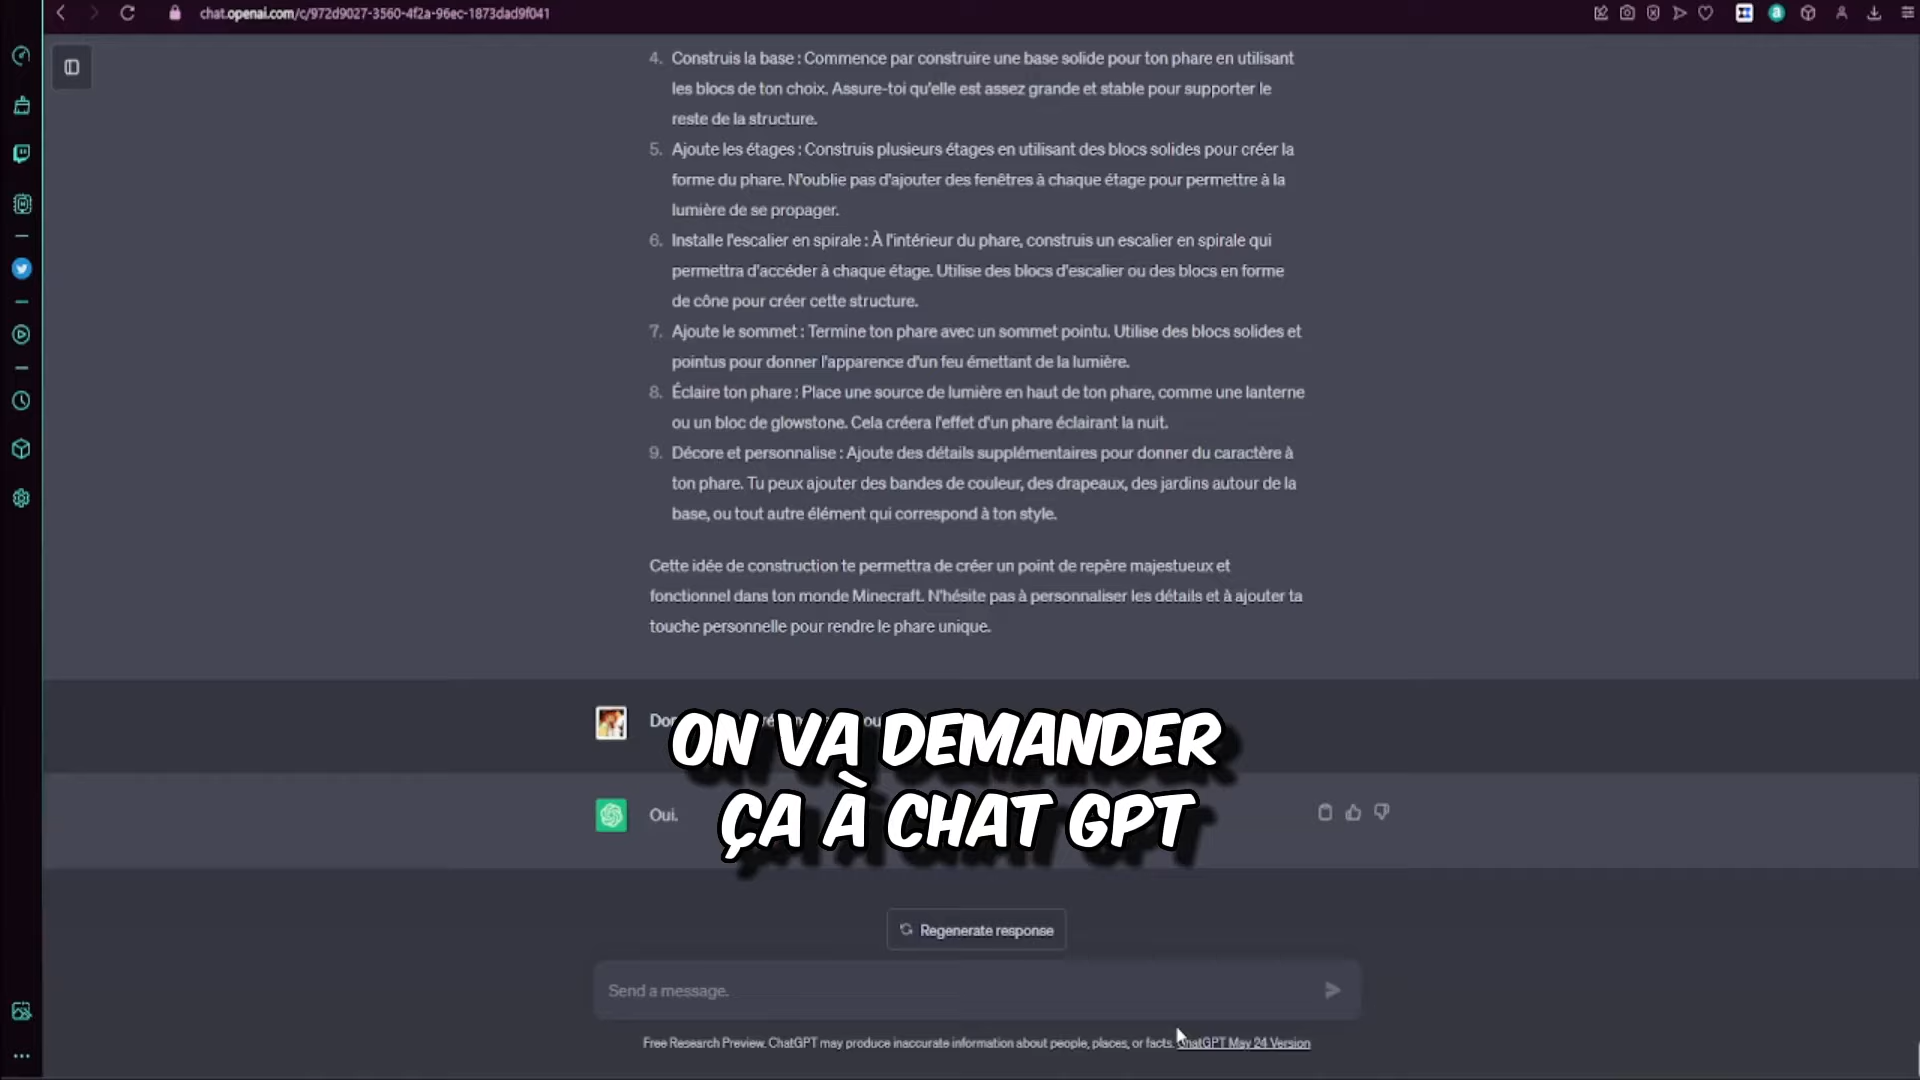 chat.openai.com/c/972d9027-3560-4f2a-96ec-1873dad9f041
4. Construis la base : Commence par construire une base solide pour ton phare en utilisant
les blocs de ton choix. Assure-toi qu'elle est assez grande et stable pour supporter le
reste de la structure.
5. Ajoute les étages : Construis plusieurs étages en utilisant des blocs solides pour créer la
forme du phare. N'oublie pas d'ajouter des fenêtres à chaque étage pour permettre à la
lumière de se propager.
6. Installe l'escalier en spirale : À l'intérieur du phare, construis un escalier en spirale qui
permettra d'accéder à chaque étage. Utilise des blocs d'escalier ou des blocs en forme
de cône pour créer cette structure.
7. Ajoute le sommet : Termine ton phare avec un sommet pointu. Utilise des blocs solides et
pointus pour donner l'apparence d'un feu émettant de la lumière.
8. Éclaire ton phare : Place une source de lumière en haut de ton phare, comme une lanterne
ou un bloc de glowstone. Cela créera l'effet d'un phare éclairant la nuit.
9. Décore et personnalise : Ajoute des détails supplémentaires pour donner du caractère à
ton phare. Tu peux ajouter des bandes de couleur, des drapeaux, des jardins autour de la
base, ou tout autre élément qui correspond à ton style.
Cette idée de construction te permettra de créer un point de repère majestueux et
fonctionnel dans ton monde Minecraft. N'hésite pas à personnaliser les détails et à ajouter ta
touche personnelle pour rendre le phare unique.
ON VA DEMANDER
ÇA À CHAT GPT
Oui.
Regenerate response
Send a message.
Free Research Preview. ChatGPT may produce inaccurate information about people, places, or facts. ChatGPT May 24 Version